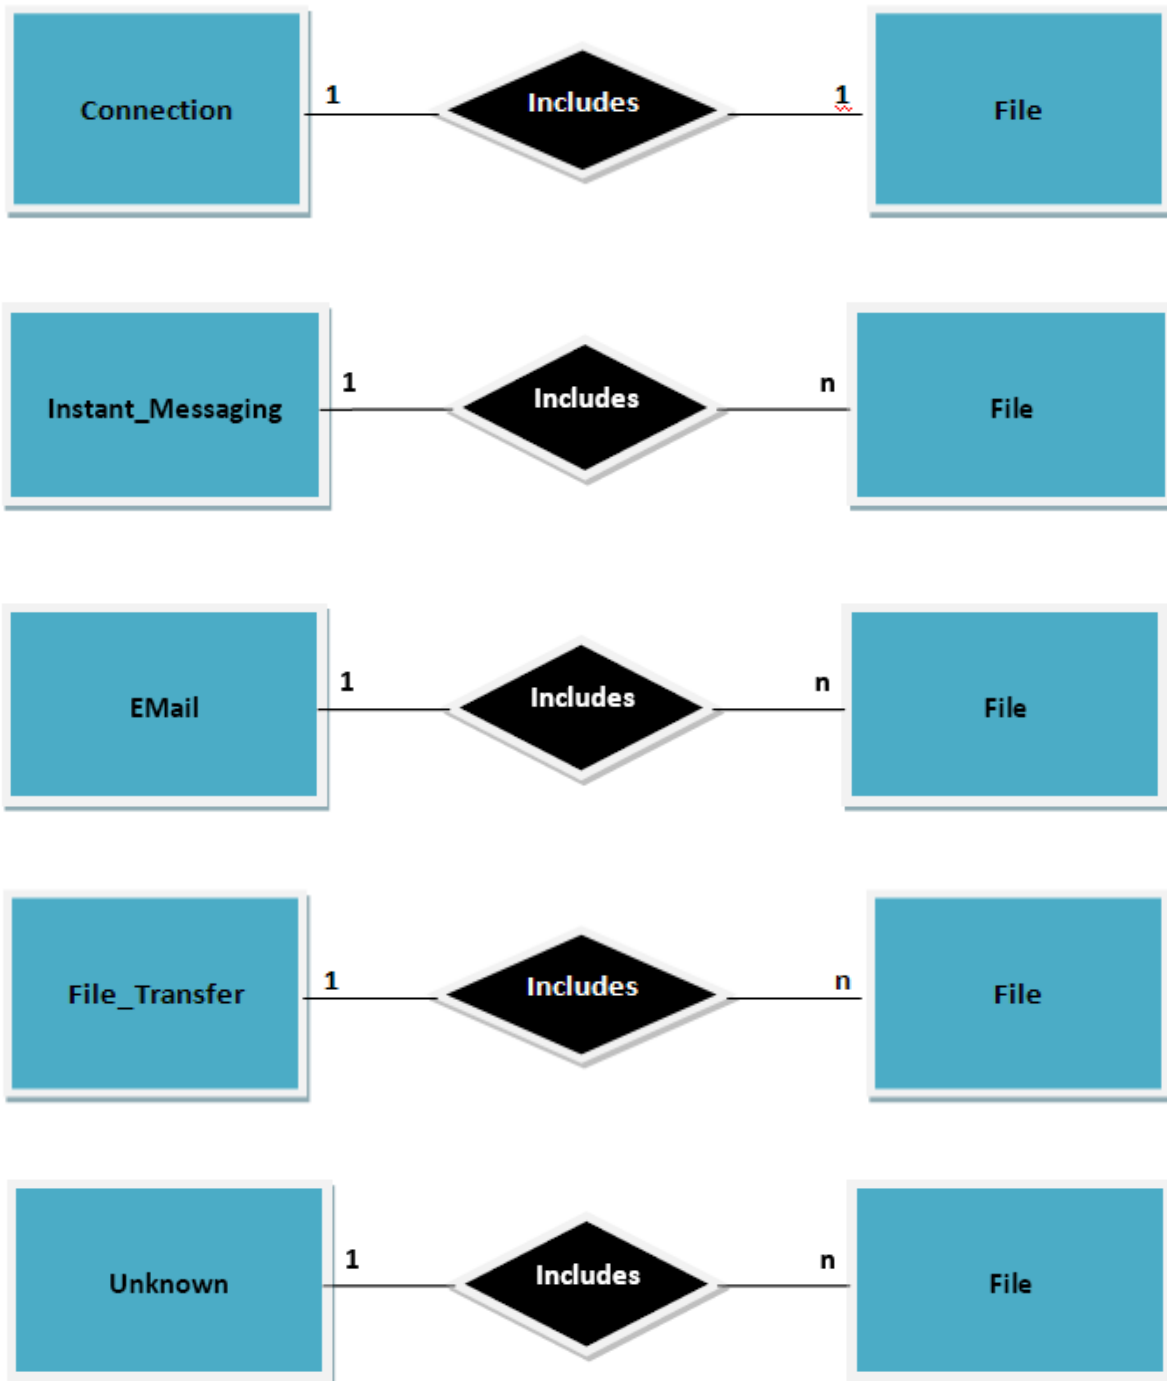 Connection 1 Includes 1 File
Instant_Messaging 1 Includes n File
EMail 1 Includes n File
File_Transfer 1 Includes n File
Unknown 1 Includes n File